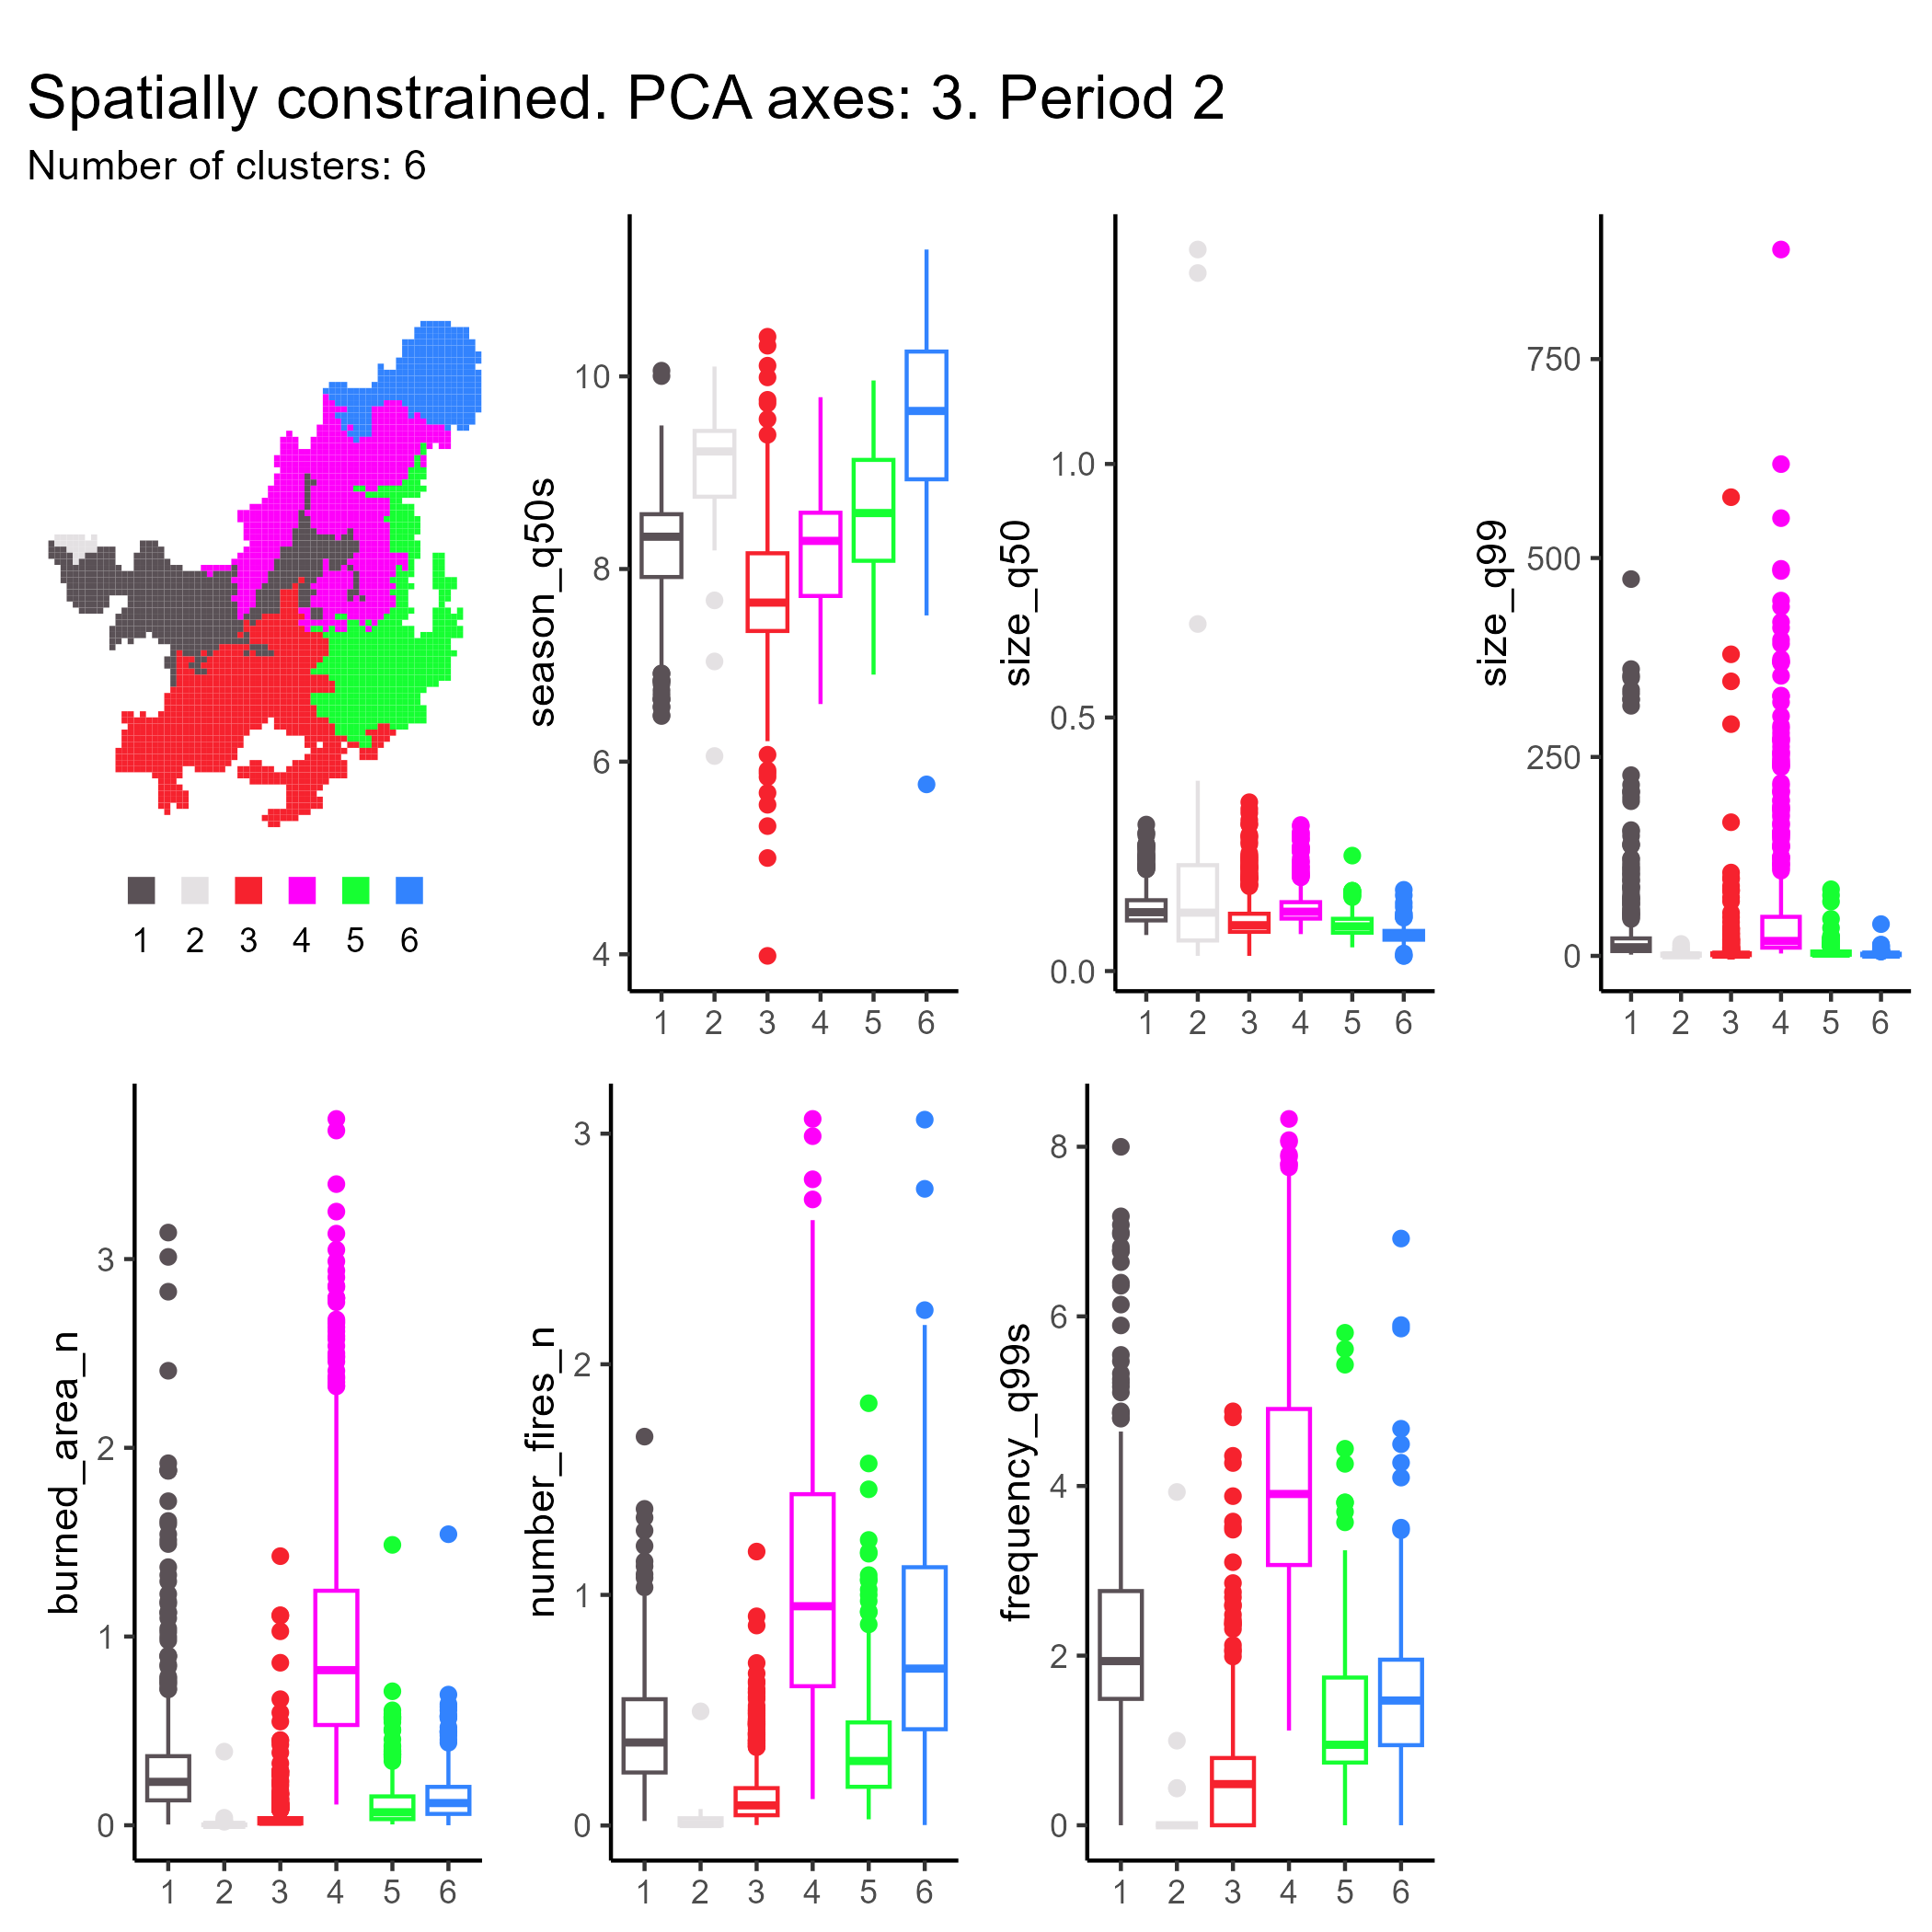 Spatially constrained. PCA axes: 3. Period 2
Number of clusters: 6
1 2 3 4 5 6
season_q50s
10
8
6
4
1 2 3 4 5 6
size_q50
1.0
0.5
0.0
1 2 3 4 5 6
size_q99
750
500
250
0
1 2 3 4 5 6
burned_area_n
3
2
1
0
1 2 3 4 5 6
number_fires_n
3
2
1
0
1 2 3 4 5 6
frequency_q99s
8
6
4
2
0
1 2 3 4 5 6